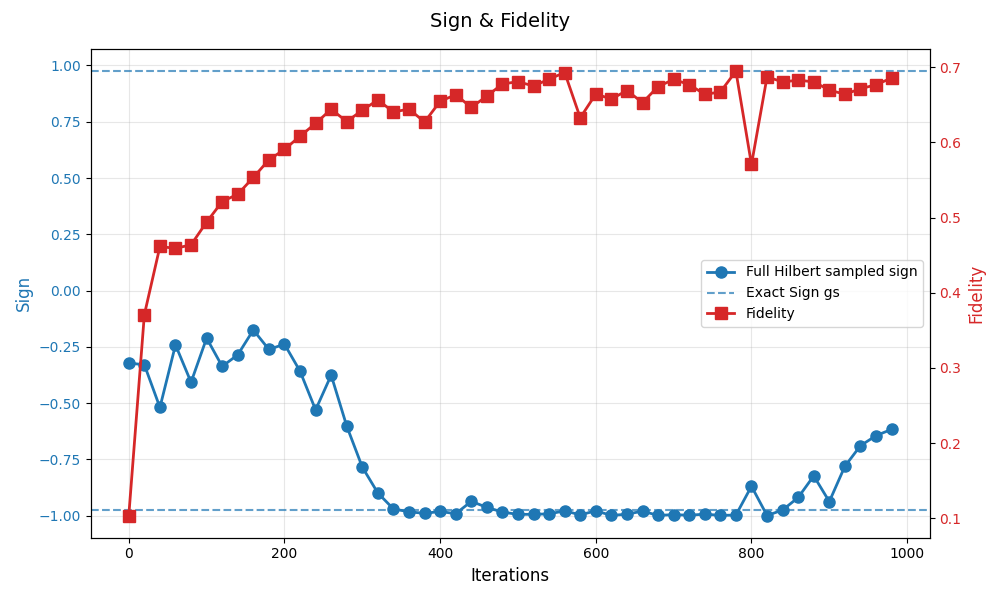 Sign & Fidelity
1.00
0.75
0.50
0.25
0.00
−0.25
−0.50
−0.75
−1.00
Sign
0.7
0.6
0.5
0.4
0.3
0.2
0.1
Fidelity
Full Hilbert sampled sign
Exact Sign gs
Fidelity
0 200 400 600 800 1000
Iterations